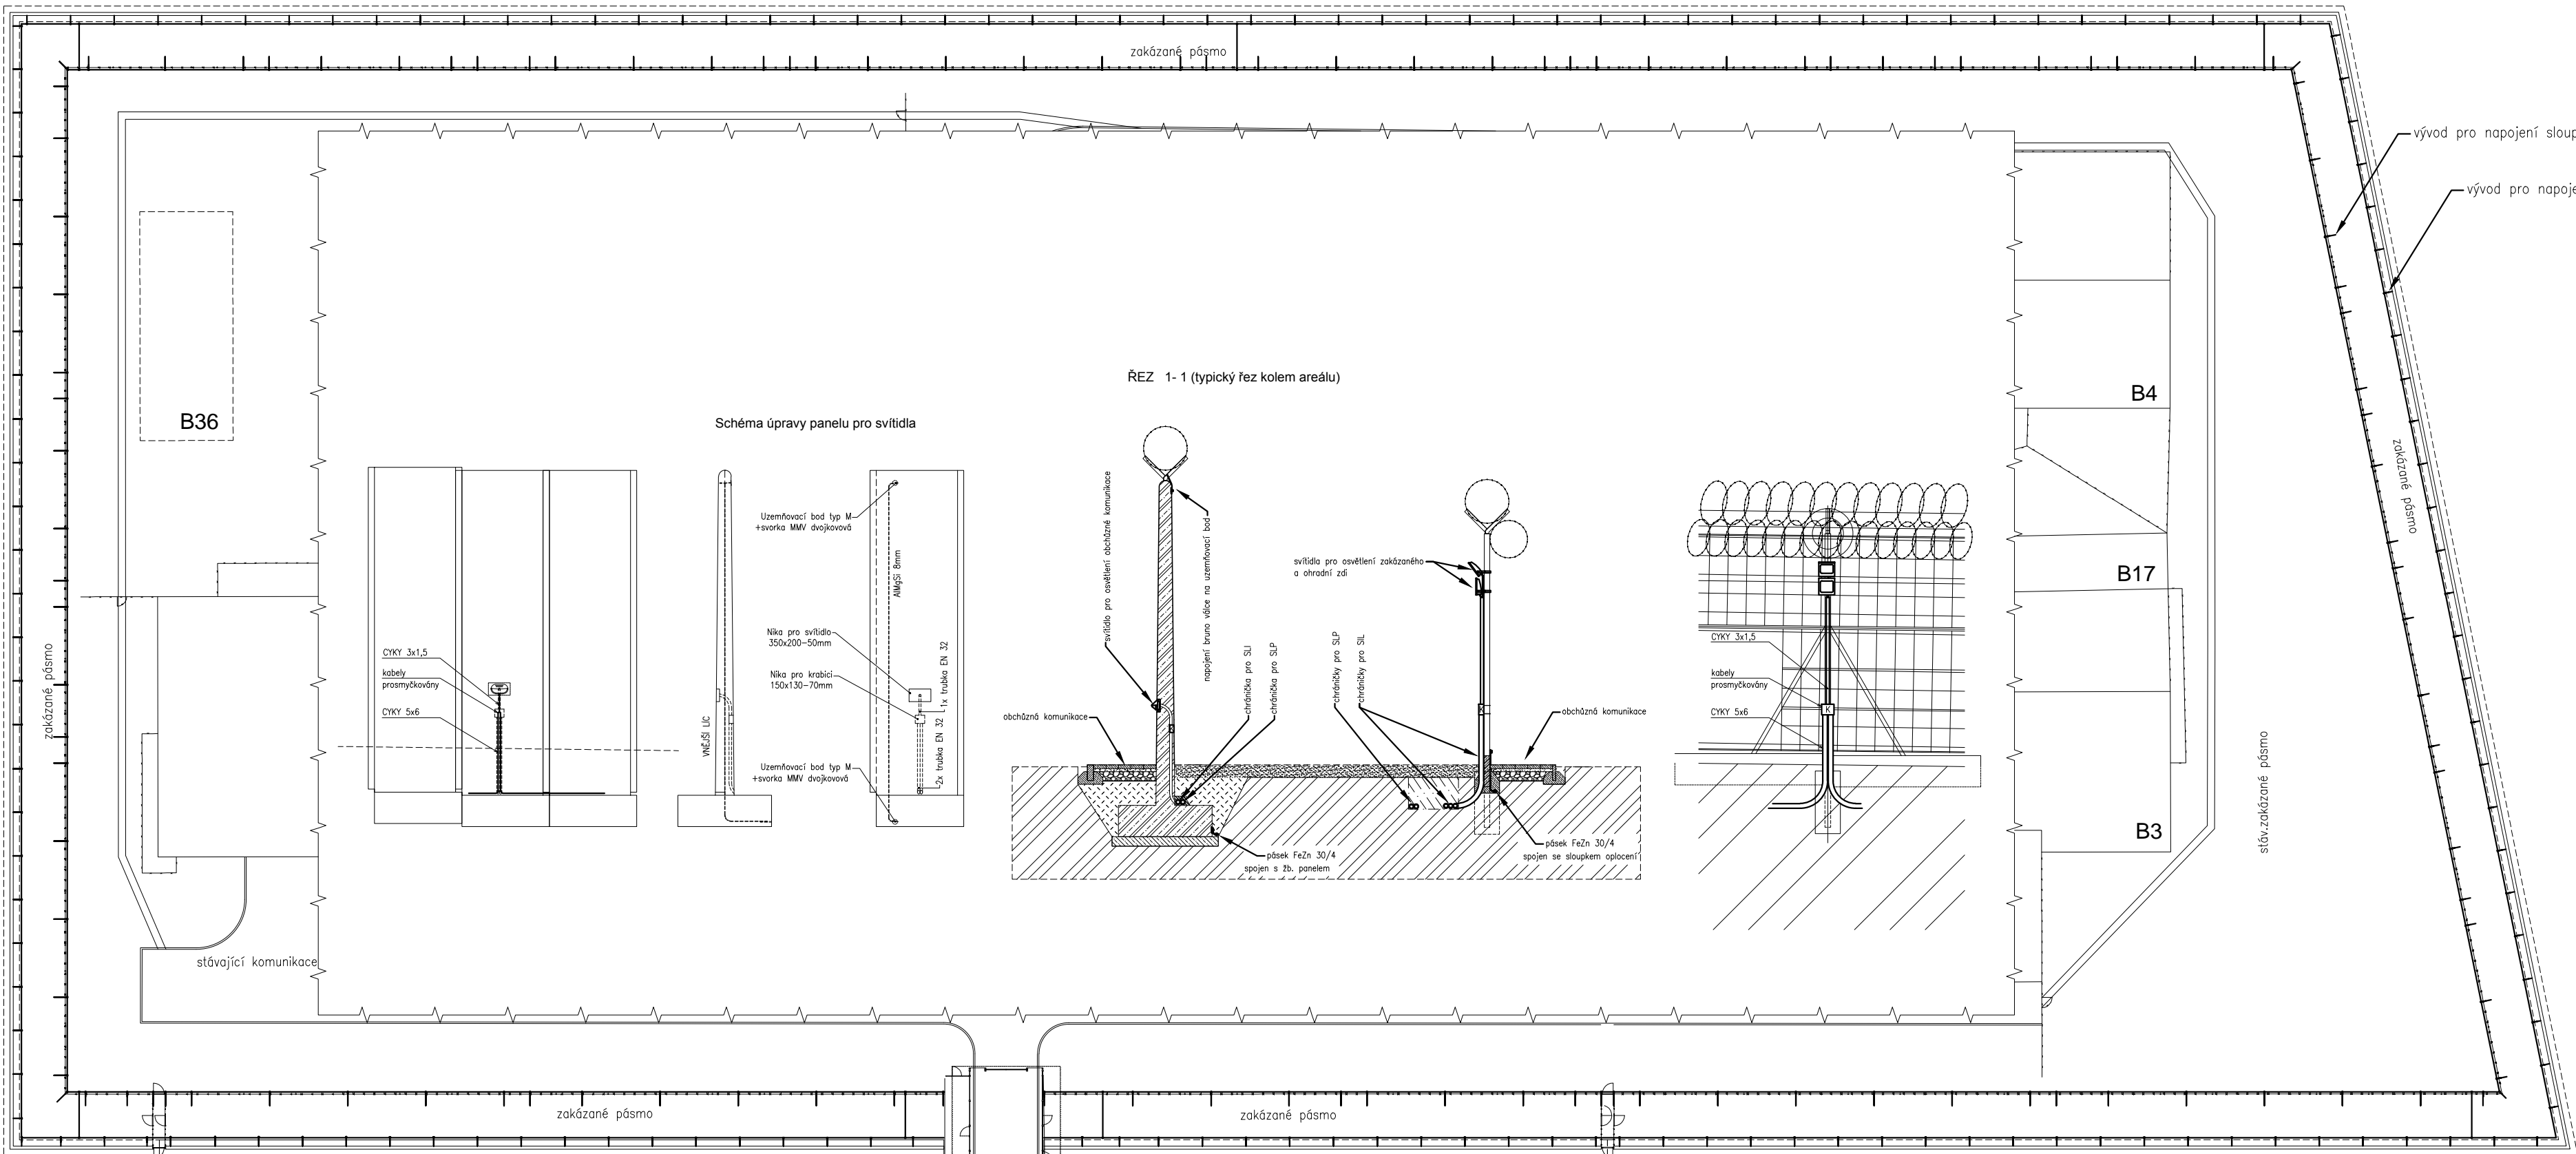 zakázané pásmo
vývod pro napojení
vývod pro
B36
B4
ŘEZ 1- 1 (typický řez kolem areálu)
Schéma úpravy panelu pro svítidla
zakázané pásmo
svítidlo pro osvětlení obchůzné komunikace
napojení bruno válce na uzemňovací bod
Uzemňovací bod typ M
+svorka MMV dvojkovová
AlMgSi 8mm
svítidla pro osvětlení zakázaného
a ohradní zdi
B17
Nika pro svítidlo
350x200-50mm
Nika pro krabici
150x130-70mm
1x trubka EN 32
2x trubka EN 32
CYKY 3x1,5
kabely
prosmyčkovány
CYKY 5x6
VNĚJŠÍ LÍC
obchůzná komunikace
chránička pro SLI
chránička pro SLP
chráničky pro SLP
chráničky pro SIL
K
obchůzná komunikace
CYKY 3x1,5
kabely
prosmyčkovány
CYKY 5x6
K
Uzemňovací bod typ M
+svorka MMV dvojkovová
zakázané pásmo
B3
stáv.zakázané pásmo
pásek FeZn 30/4
spojen s žb. panelem
pásek FeZn 30/4
spojen se sloupkem oplocení
stávající komunikace
zakázané pásmo
zakázané pásmo